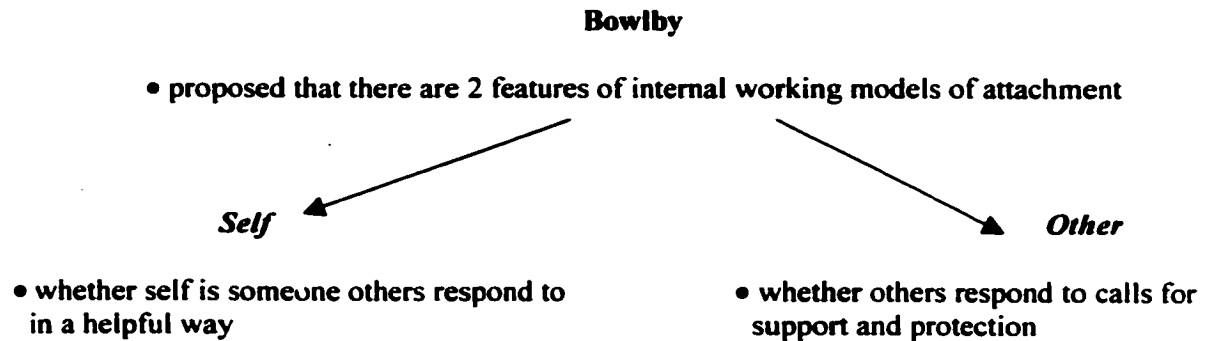 Bowlby
• proposed that there are 2 features of internal working models of attachment
Self
Other
• whether self is someone others respond to
in a helpful way
• whether others respond to calls for
support and protection